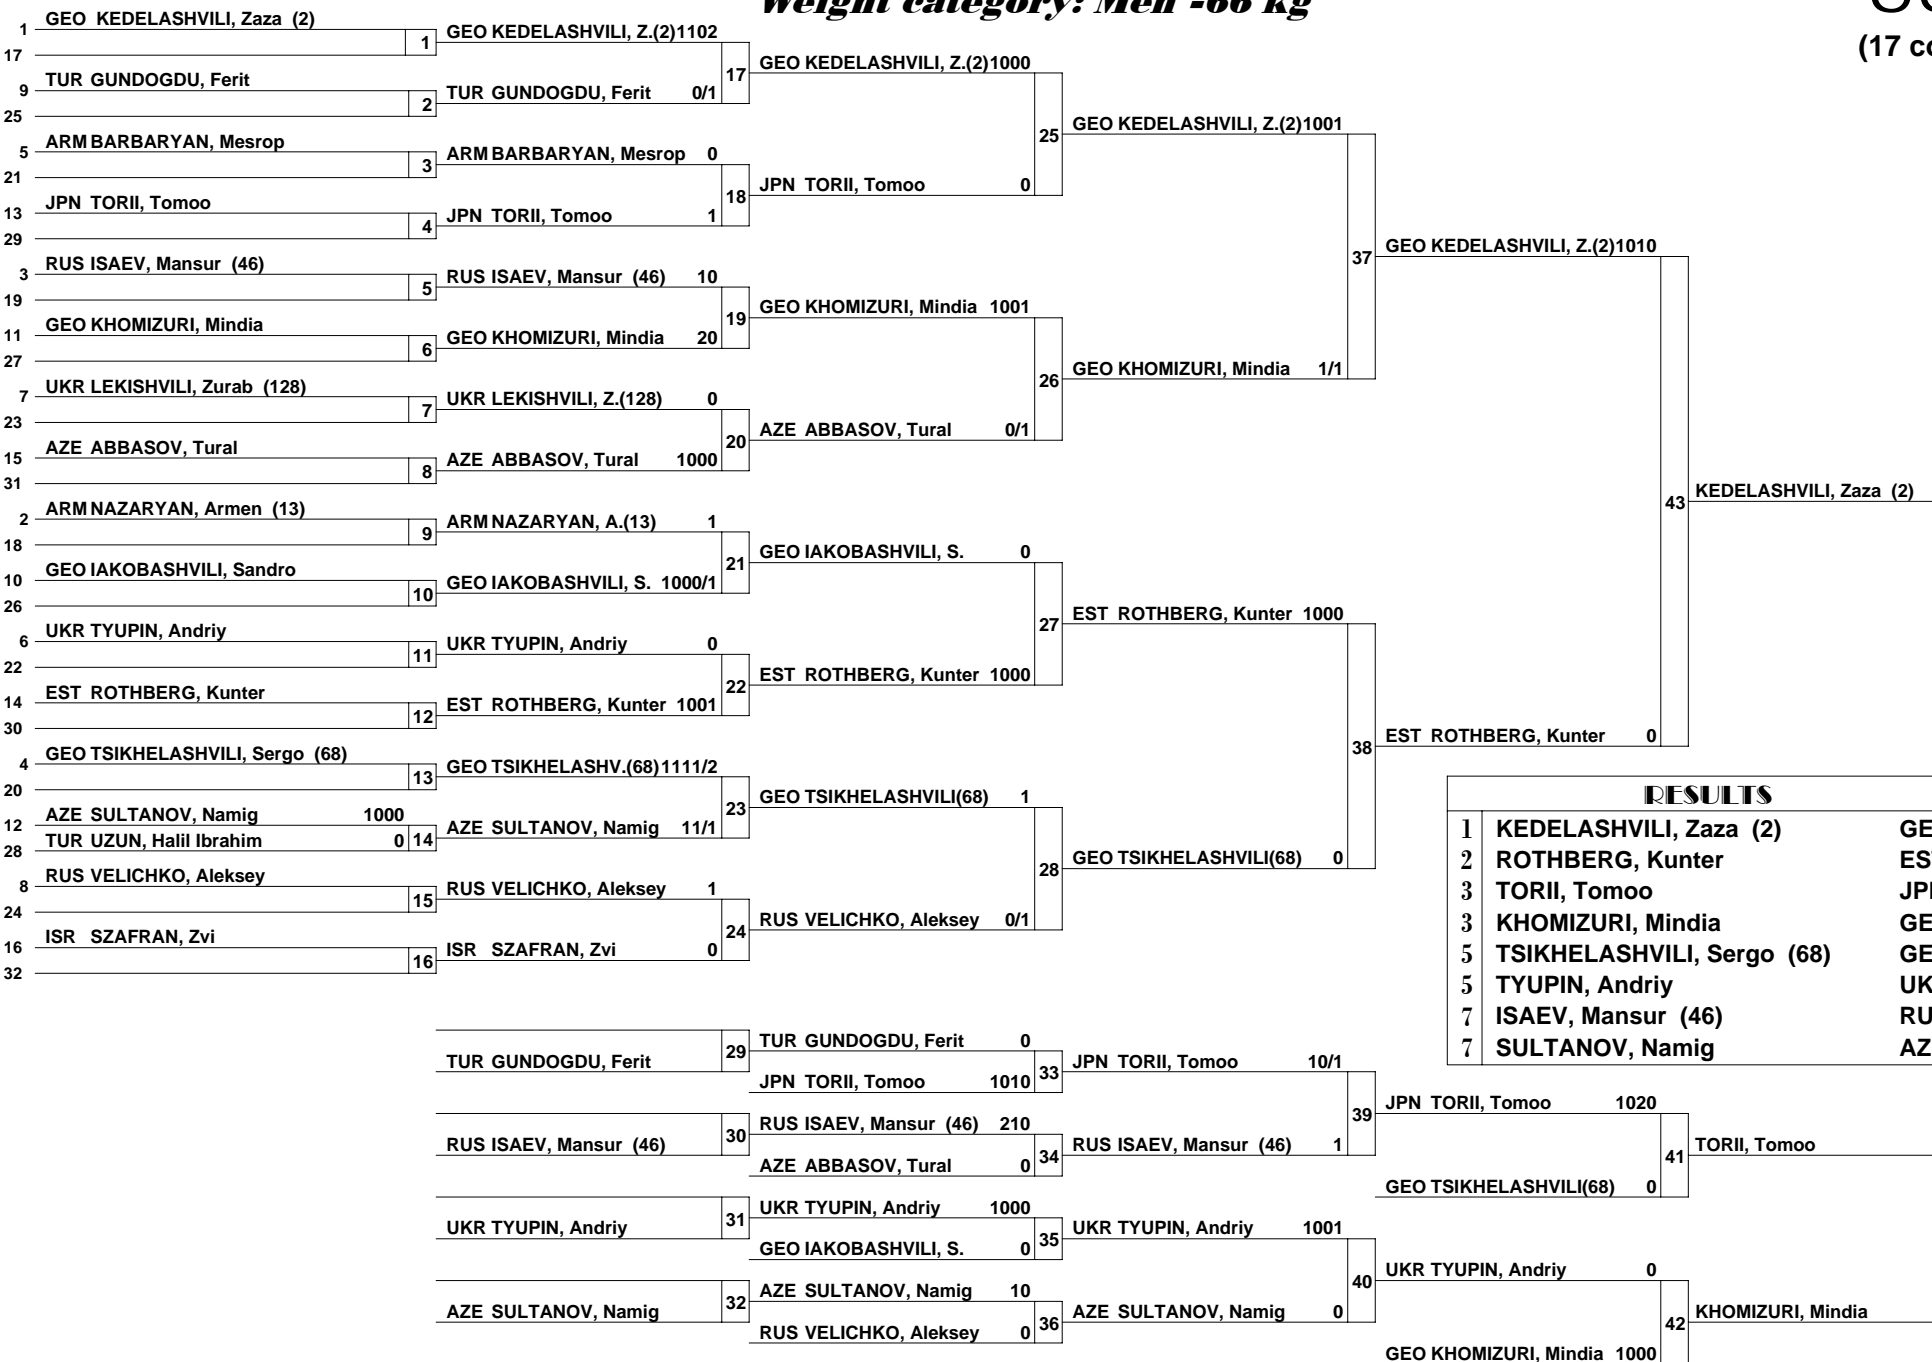 Weight category: Men -66 kg
(17 co
1 GEO KEDELASHVILI, Zaza (2)
17
1
9 TUR GUNDOGDU, Ferit
25
2
5 ARM BARBARYAN, Mesrop
21
3
13 JPN TORII, Tomoo
29
4
3 RUS ISAEV, Mansur (46)
19
5
11 GEO KHOMIZURI, Mindia
27
6
7 UKR LEKISHVILI, Zurab (128)
23
7
15 AZE ABBASOV, Tural
31
8
2 ARM NAZARYAN, Armen (13)
18
9
10 GEO IAKOBASHVILI, Sandro
26
10
6 UKR TYUPIN, Andriy
22
11
14 EST ROTHBERG, Kunter
30
12
4 GEO TSIKHELASHVILI, Sergo (68)
20
13
12 AZE SULTANOV, Namig 1000
28 TUR UZUN, Halil Ibrahim 0
14
8 RUS VELICHKO, Aleksey
24
15
16 ISR SZAFRAN, Zvi
32
16
GEO KEDELASHVILI, Z.(2)1102
17
TUR GUNDOGDU, Ferit 0/1
ARM BARBARYAN, Mesrop 0
18
JPN TORII, Tomoo 1
RUS ISAEV, Mansur (46) 10
19
GEO KHOMIZURI, Mindia 20
UKR LEKISHVILI, Z.(128) 0
20
AZE ABBASOV, Tural 1000
ARM NAZARYAN, A.(13) 1
21
GEO IAKOBASHVILI, S. 1000/1
UKR TYUPIN, Andriy 0
22
EST ROTHBERG, Kunter 1001
GEO TSIKHELASHV.(68)1111/2
23
AZE SULTANOV, Namig 11/1
RUS VELICHKO, Aleksey 1
24
ISR SZAFRAN, Zvi 0
GEO KEDELASHVILI, Z.(2)1000
25
JPN TORII, Tomoo 0
GEO KHOMIZURI, Mindia 1001
26
AZE ABBASOV, Tural 0/1
GEO IAKOBASHVILI, S. 0
27
EST ROTHBERG, Kunter 1000
GEO TSIKHELASHVILI(68) 1
28
RUS VELICHKO, Aleksey 0/1
GEO KEDELASHVILI, Z.(2)1001
37
GEO KHOMIZURI, Mindia 1/1
EST ROTHBERG, Kunter 1000
38
GEO TSIKHELASHVILI(68) 0
GEO KEDELASHVILI, Z.(2)1010
43
EST ROTHBERG, Kunter 0
KEDELASHVILI, Zaza (2)
RESULTS
1 KEDELASHVILI, Zaza (2) GE
2 ROTHBERG, Kunter EST
3 TORII, Tomoo JP
3 KHOMIZURI, Mindia GE
5 TSIKHELASHVILI, Sergo (68) GE
5 TYUPIN, Andriy UK
7 ISAEV, Mansur (46) RU
7 SULTANOV, Namig AZ
TUR GUNDOGDU, Ferit
29
RUS ISAEV, Mansur (46)
30
UKR TYUPIN, Andriy
31
AZE SULTANOV, Namig
32
TUR GUNDOGDU, Ferit 0
33
JPN TORII, Tomoo 1010
RUS ISAEV, Mansur (46) 210
34
AZE ABBASOV, Tural 0
UKR TYUPIN, Andriy 1000
35
GEO IAKOBASHVILI, S. 0
AZE SULTANOV, Namig 10
36
RUS VELICHKO, Aleksey 0
JPN TORII, Tomoo 10/1
39
RUS ISAEV, Mansur (46) 1
UKR TYUPIN, Andriy 1001
40
AZE SULTANOV, Namig 0
JPN TORII, Tomoo 1020
41
GEO TSIKHELASHVILI(68) 0
UKR TYUPIN, Andriy 0
42
GEO KHOMIZURI, Mindia 1000
TORII, Tomoo
KHOMIZURI, Mindia